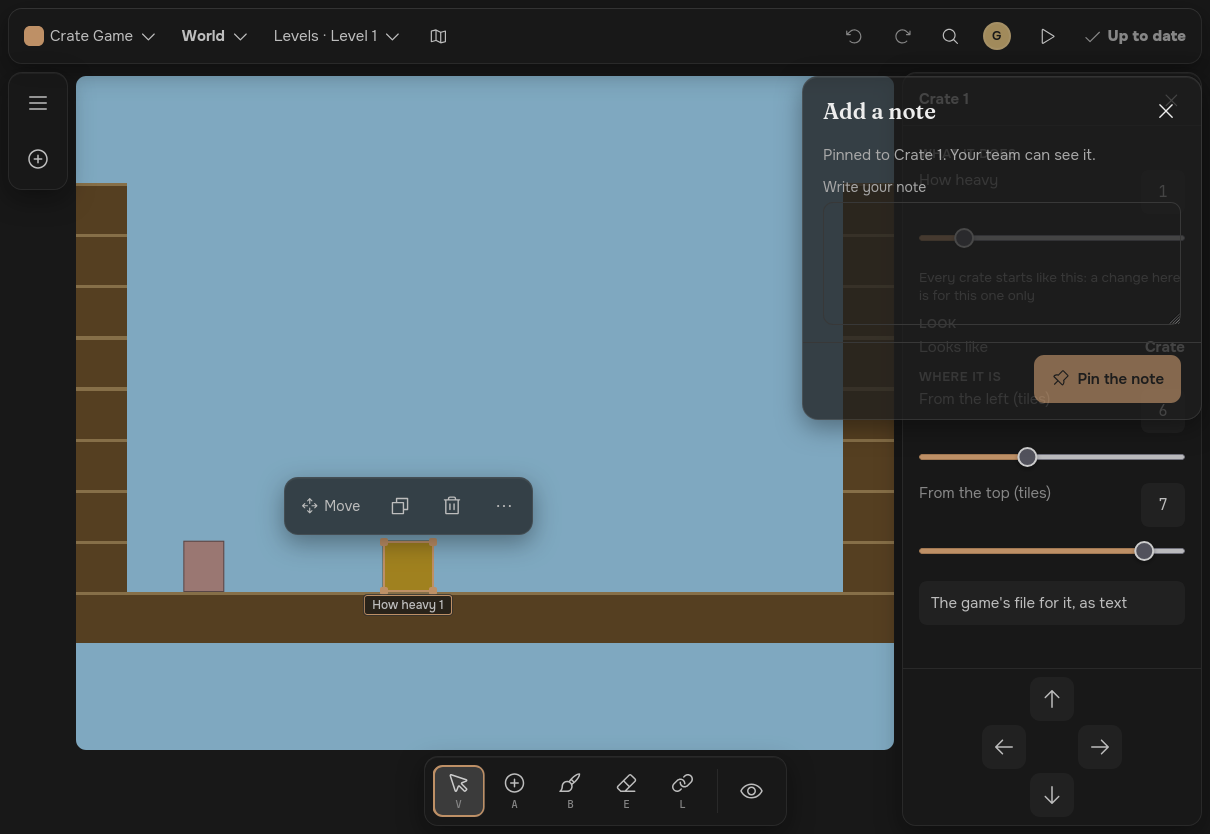 Crate Game
World
Levels · Level 1
G
Up to date
Crate 1
Add a note
Pinned to Crate 1. Your team can see it.
How heavy
1
Write your note
Every crate starts like this: a change here
is for this one only
LOOK
Looks like
Crate
WHERE IT IS
Pin the note
From the left (tiles)
6
From the top (tiles)
7
Move
How heavy 1
The game's file for it, as text
V
A
B
E
L